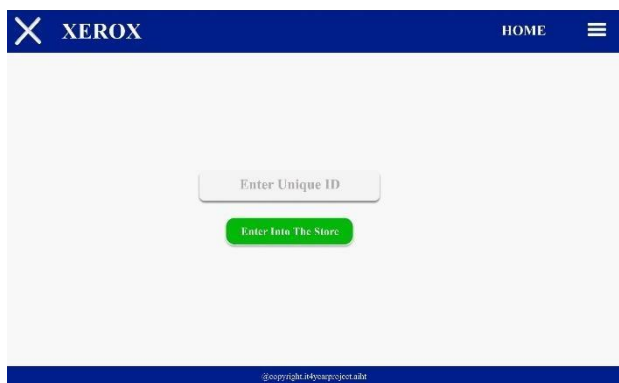 XEROX
HOME
Enter Unique ID
Enter Into The Store
@copyright.it4yearproject.aiht